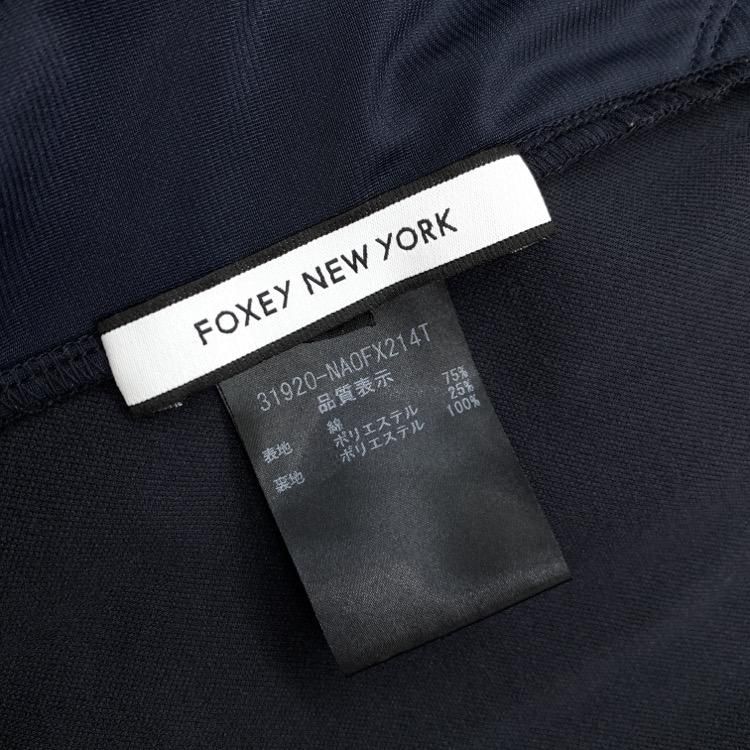 FOXEY NEW YORK
31920-NAOFX214T
品質表示
表地 綿 75%
ポリエステル 25%
裏地 ポリエステル 100%